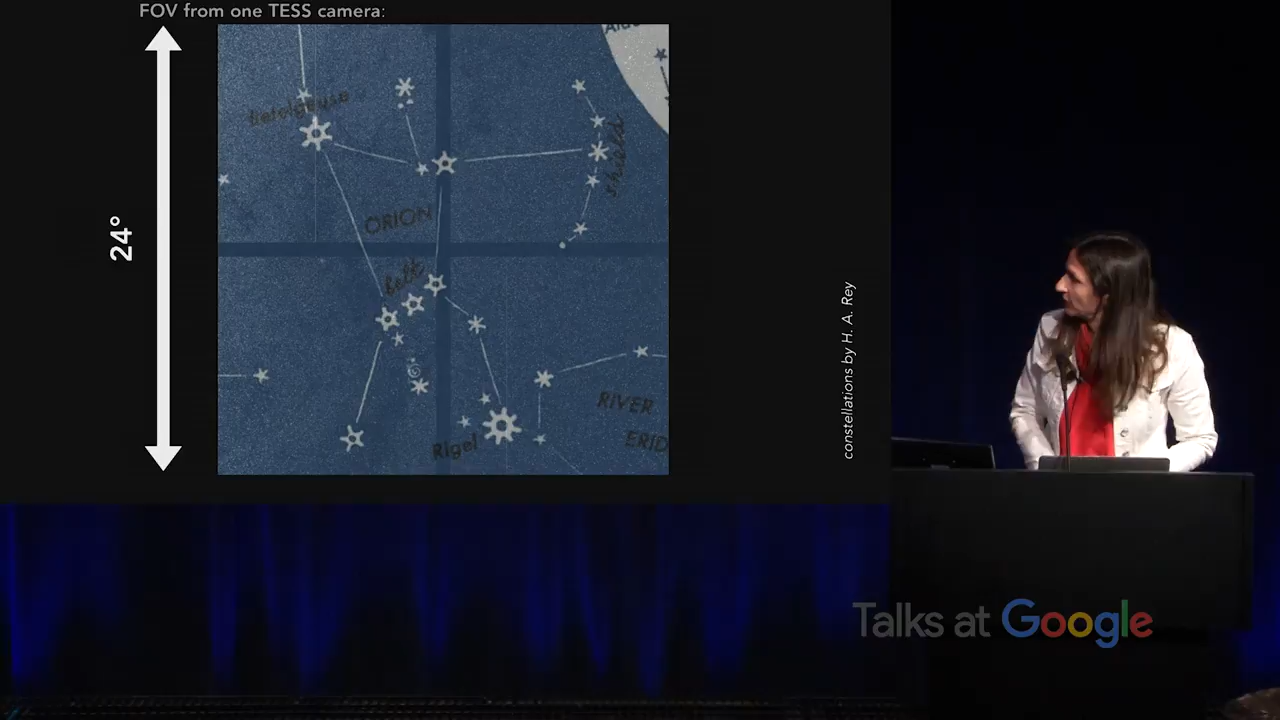 FOV from one TESS camera:
24°
Betelgeuse
shield
ORION
belt
RIVER
ERID
Rigel
constellations by H. A. Rey
Talks at Google